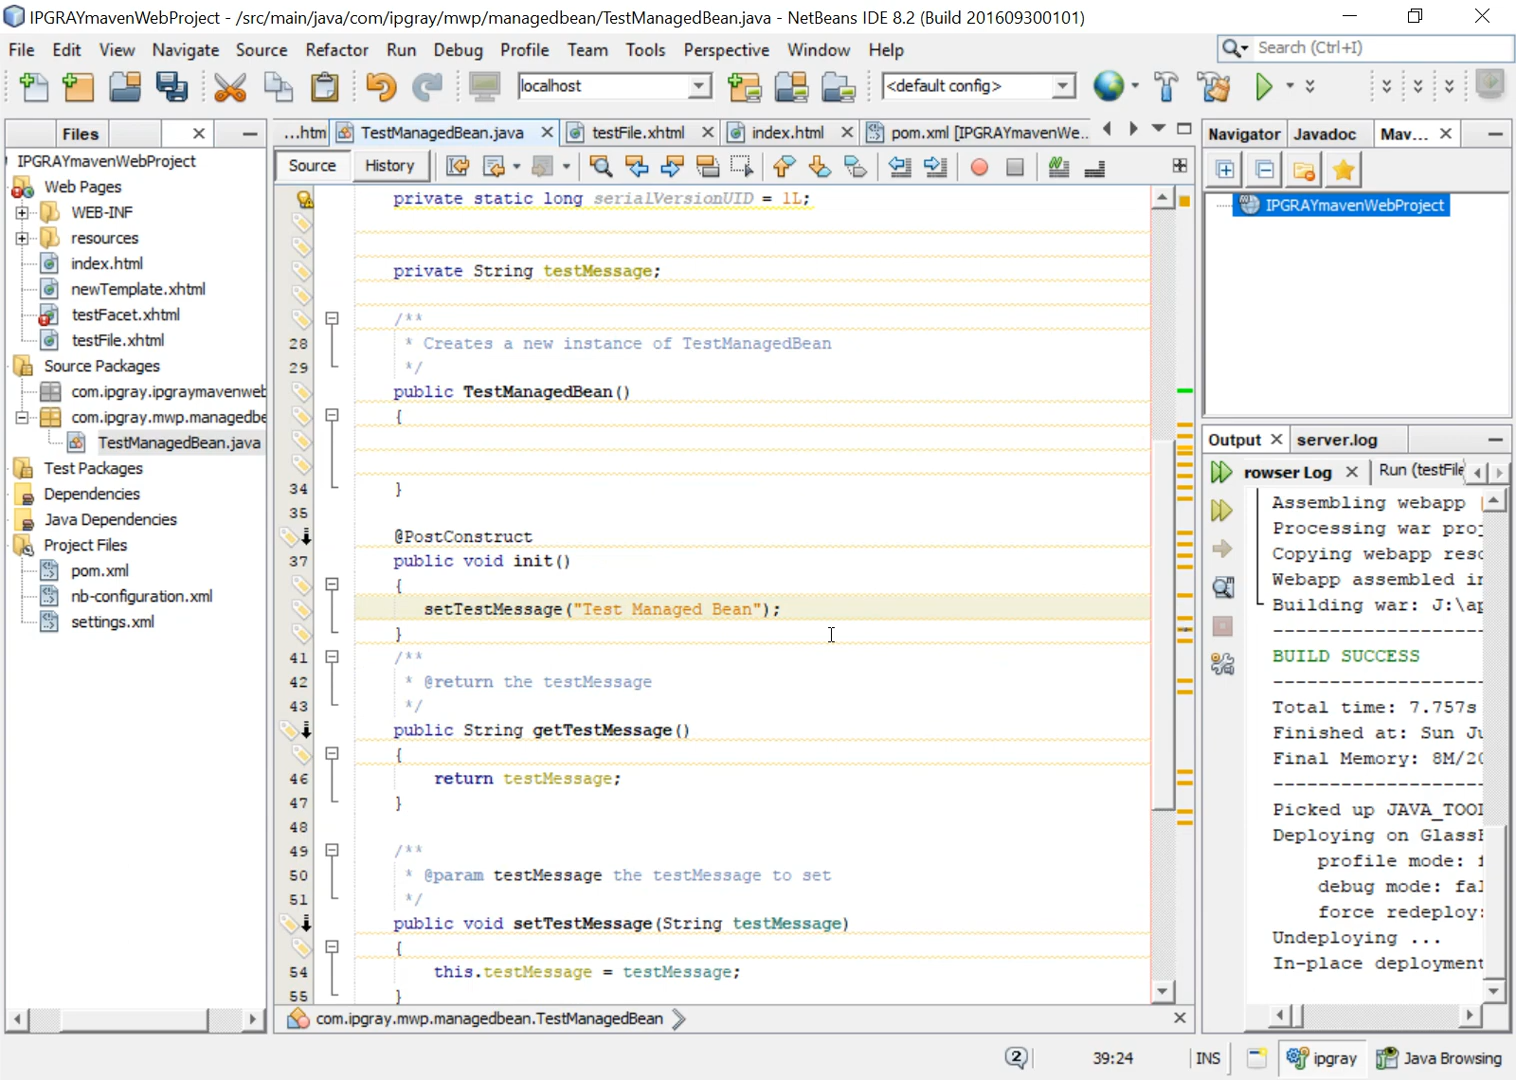 IPGRAYmavenWebProject - /src/main/java/com/ipgray/mwp/managedbean/TestManagedBean.java - NetBeans IDE 8.2 (Build 201609300101)
File Edit View Navigate Source Refactor Run Debug Profile Team Tools Perspective Window Help
Search (Ctrl+I)
localhost
<default config>
Files
...htm TestManagedBean.java testFile.xhtml index.html pom.xml [IPGRAYmavenWe...
Navigator Javadoc Mav...
Source History
IPGRAYmavenWebProject
Web Pages
WEB-INF
resources
index.html
newTemplate.xhtml
testFacet.xhtml
testFile.xhtml
Source Packages
com.ipgray.ipgraymavenweb
com.ipgray.mwp.managedbe
TestManagedBean.java
Test Packages
Dependencies
Java Dependencies
Project Files
pom.xml
nb-configuration.xml
settings.xml
private static long serialVersionUID = 1L;
private String testMessage;
/**
28 * Creates a new instance of TestManagedBean
29 */
public TestManagedBean()
{
34 }
35
@PostConstruct
37 public void init()
{
setTestMessage("Test Managed Bean");
}
41 /**
42 * @return the testMessage
43 */
public String getTestMessage()
{
46 return testMessage;
47 }
48
49 /**
50 * @param testMessage the testMessage to set
51 */
public void setTestMessage(String testMessage)
{
54 this.testMessage = testMessage;
55 }
com.ipgray.mwp.managedbean.TestManagedBean
IPGRAYmavenWebProject
Output server.log
rowser Log Run (testFile
Assembling webapp
Processing war proj
Copying webapp reso
Webapp assembled in
Building war: J:\ap
BUILD SUCCESS
Total time: 7.757s
Finished at: Sun Ju
Final Memory: 8M/20
Picked up JAVA_TOOI
Deploying on GlassF
profile mode: f
debug mode: fal
force redeploy:
Undeploying ...
In-place deployment
2 39:24 INS ipgray Java Browsing